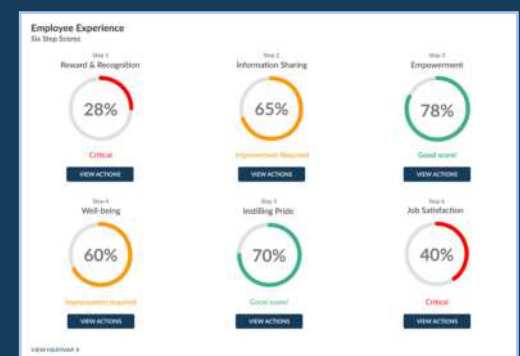 Employee Experience
Six Step Scores
Step 1
Reward & Recognition
28%
Critical
VIEW ACTIONS
Step 2
Information Sharing
65%
Improvement Required
VIEW ACTIONS
Step 3
Empowerment
78%
Good score!
VIEW ACTIONS
Step 4
Well-being
60%
Improvement required
VIEW ACTIONS
Step 5
Instilling Pride
70%
Good score!
VIEW ACTIONS
Step 6
Job Satisfaction
40%
Critical
VIEW ACTIONS
VIEW HEATMAP